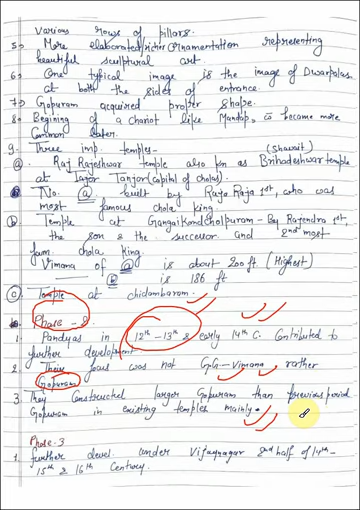 various rows of pillars.
5⟩ More elaborated/richer ornamentation representing
beautiful sculptural art.
6⟩ One typical image is the image of Dwarpalas
at both the sides of entrance.
7⟩ Gopuram acquired proper shape.
8- Begining of a chariot like Mandap, to become more
common later.
9- Three imp. temples-
(Shavait)
ⓐ. Raj Rajeshwar temple also kn as Brihadeshwar temple
at Tanjor (capital of cholas).
No. ⓐ built by Raja Raja 1st, who was
most famous chola king
ⓑ Temple at Gangaikondcholpuram - By Rajendra 1st,
the son & the successor and 2nd most
fam. chola king.
Vimana of ⓐ is about 200 ft (Highest)
ⓑ is 186 ft
ⓒ Temple at chidambaram.
Phase - 2
1. Pandyas in 12th - 13th & early 14th C. Contributed to
further development
2. Their focus was not GG - Vimana rather
Gopuram
3. They constructed larger Gopuram than previous period
Gopuram in existing temples mainly.
8
Phase. 3
1. further devel. under Vijaynagar 2nd half of 14th -
15th & 16th Century.